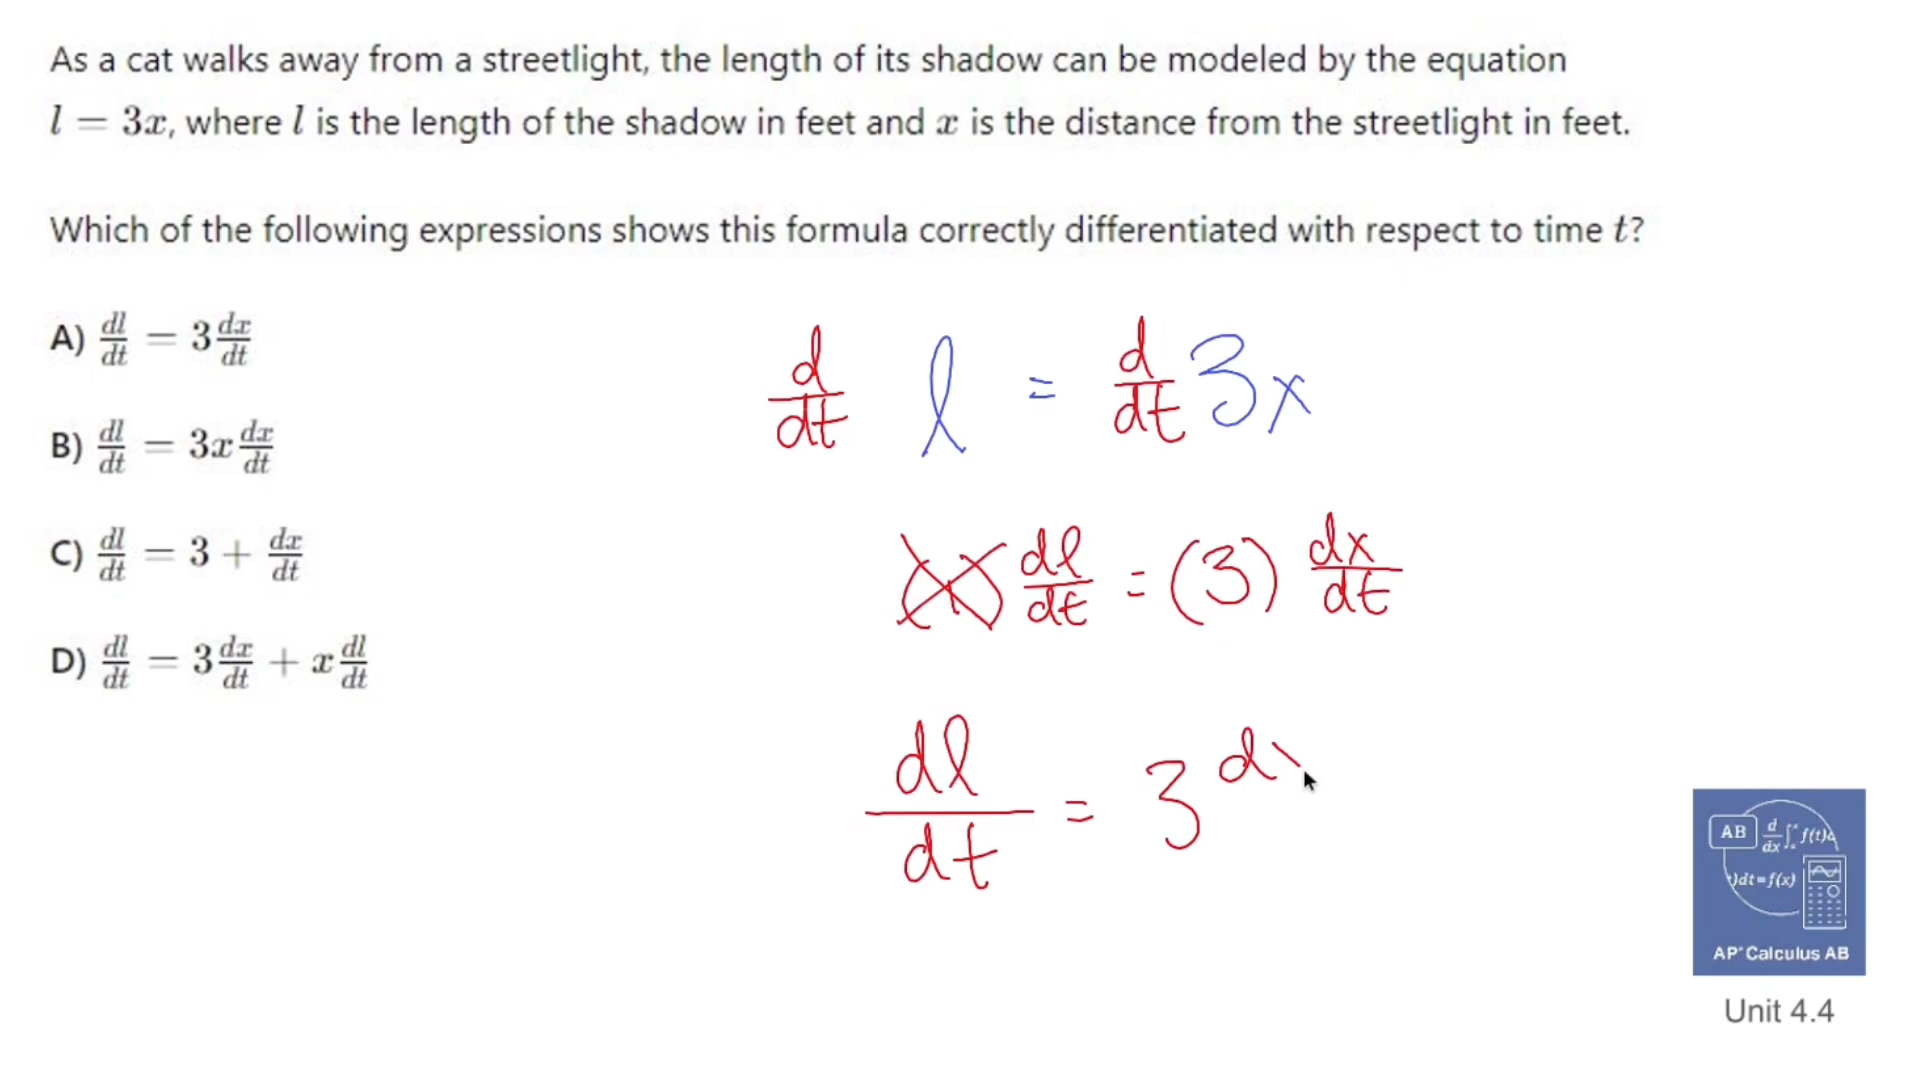 As a cat walks away from a streetlight, the length of its shadow can be modeled by the equation
l = 3x, where l is the length of the shadow in feet and x is the distance from the streetlight in feet.
Which of the following expressions shows this formula correctly differentiated with respect to time t?
A) dl/dt = 3 dx/dt
B) dl/dt = 3x dx/dt
C) dl/dt = 3 + dx/dt
D) dl/dt = 3 dx/dt + x dl/dt
d/dt l = d/dt 3x
dl/dt = (3) dx/dt
dl/dt = 3 d
AB d/dx f(t)d
)dt=f(x)
AP® Calculus AB
Unit 4.4